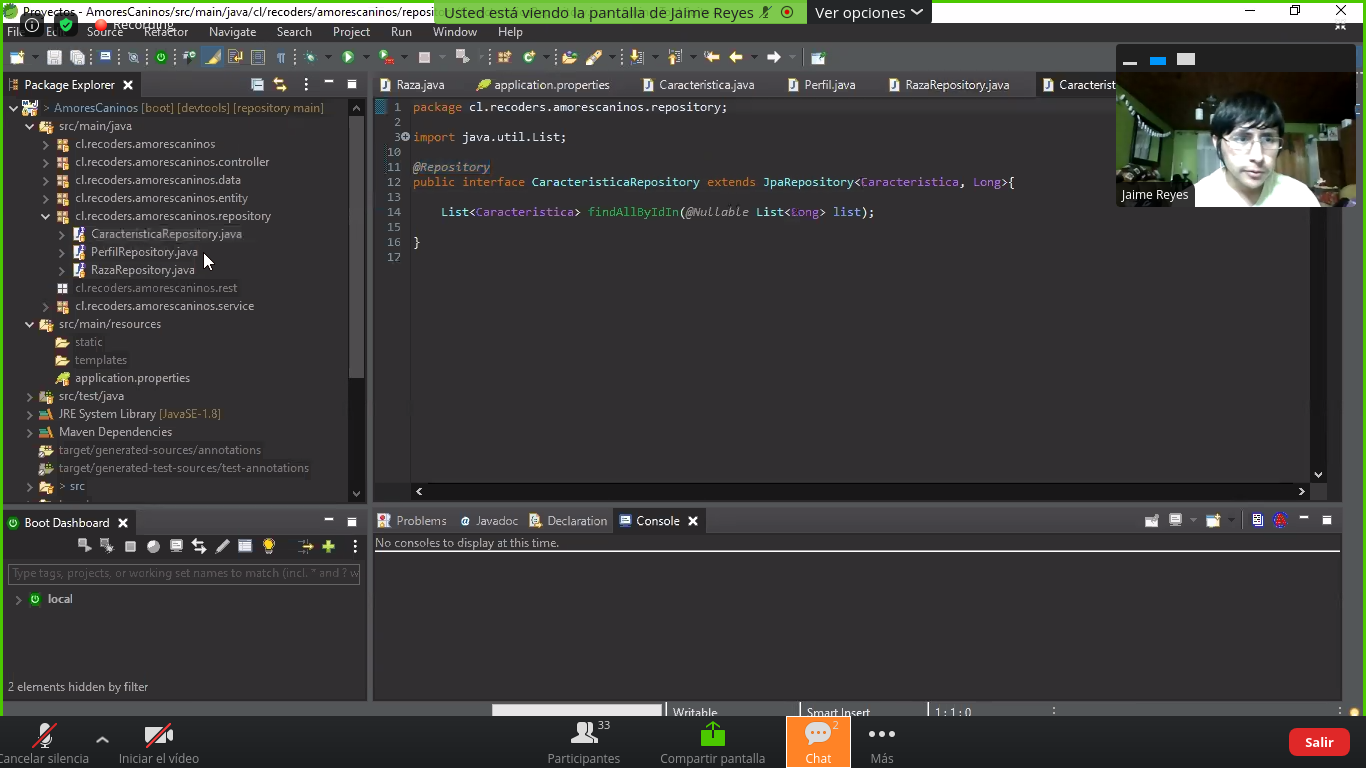 Proyectos - AmoresCaninos/src/main/java/cl/recoders/amorescaninos/reposi
Usted está viendo la pantalla de Jaime Reyes
Ver opciones
Recording
Source Refactor Navigate Search Project Run Window Help
Package Explorer
Raza.java
application.properties
Caracteristica.java
Perfil.java
RazaRepository.java
Caracterist
> AmoresCaninos [boot] [devtools] [repository main]
src/main/java
cl.recoders.amorescaninos
cl.recoders.amorescaninos.controller
cl.recoders.amorescaninos.data
cl.recoders.amorescaninos.entity
cl.recoders.amorescaninos.repository
CaracteristicaRepository.java
PerfilRepository.java
RazaRepository.java
cl.recoders.amorescaninos.rest
cl.recoders.amorescaninos.service
src/main/resources
static
templates
application.properties
src/test/java
JRE System Library [JavaSE-1.8]
Maven Dependencies
target/generated-sources/annotations
target/generated-test-sources/test-annotations
> src
1 package cl.recoders.amorescaninos.repository;
2
3 import java.util.List;
10
11 @Repository
12 public interface CaracteristicaRepository extends JpaRepository<Caracteristica, Long>{
13
14 List<Caracteristica> findAllByIdIn(@Nullable List<Long> list);
15
16 }
17
Jaime Reyes
Boot Dashboard
Type tags, projects, or working set names to match (incl. * and ? w
local
2 elements hidden by filter
Problems
@ Javadoc
Declaration
Console
No consoles to display at this time.
Writable
Smart Insert
1 : 1 : 0
Cancelar silencia
Iniciar el vídeo
33
Participantes
Compartir pantalla
2
Chat
Más
Salir